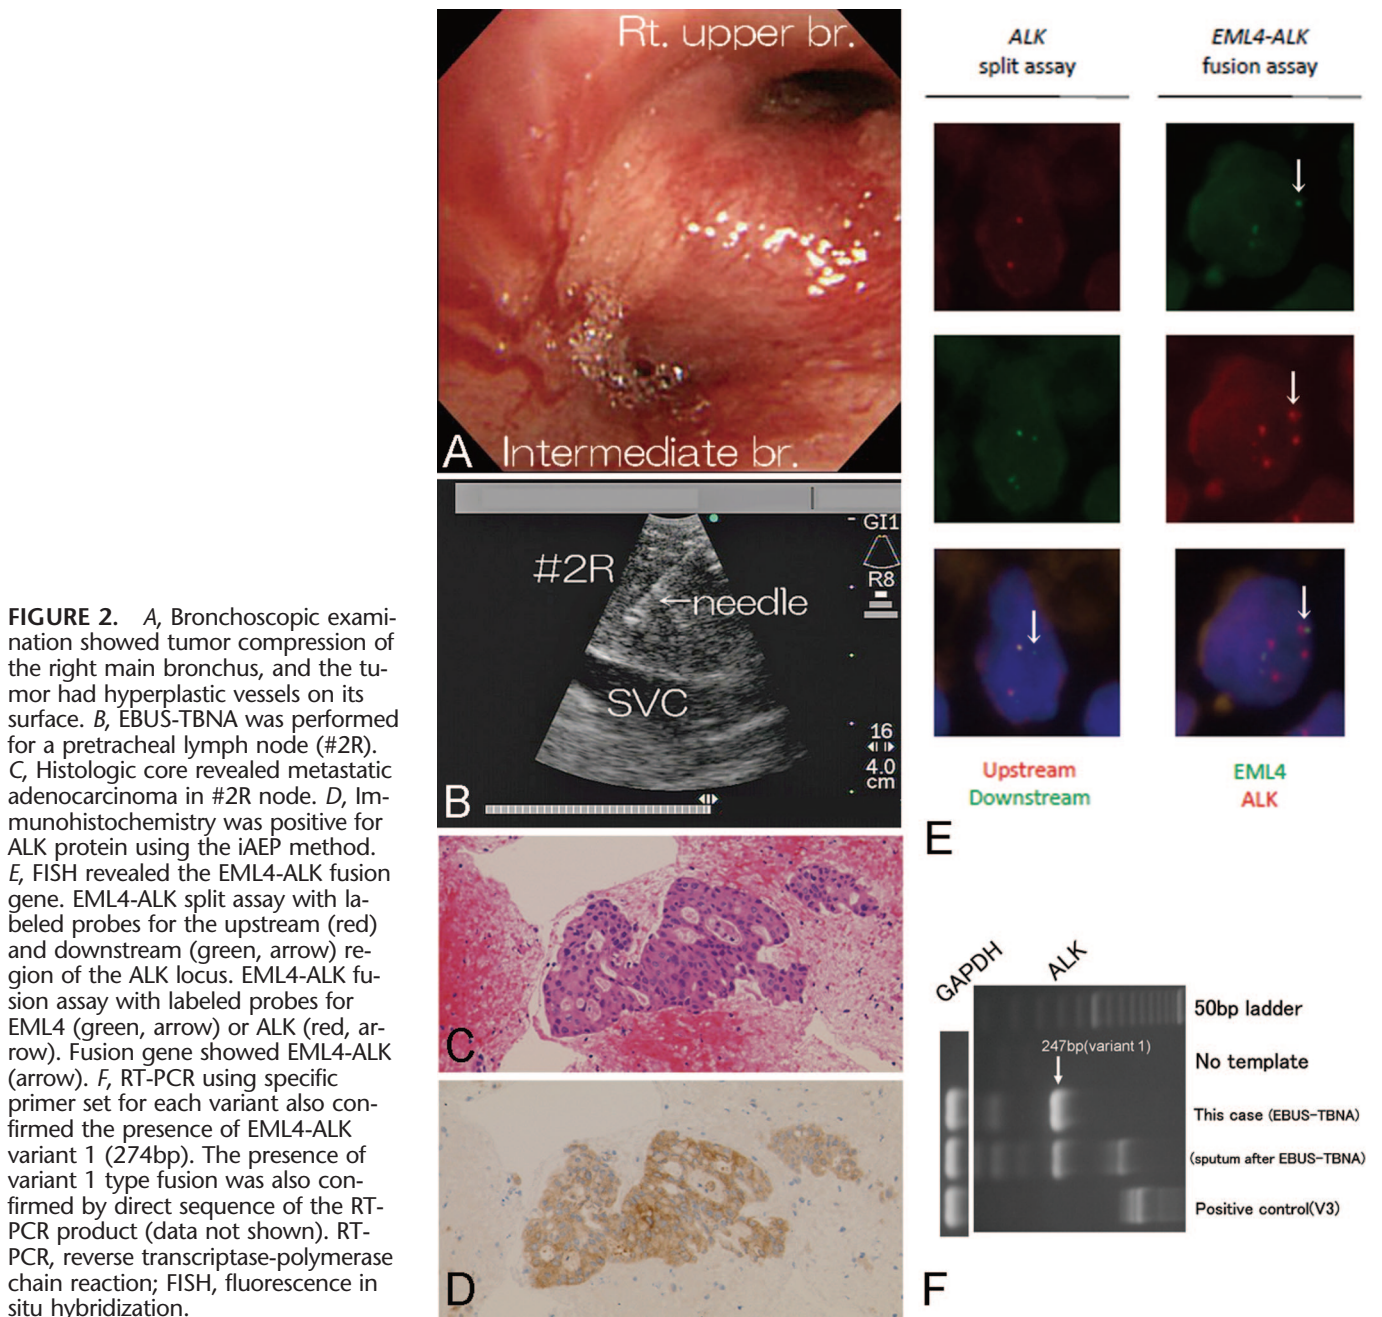 FIGURE 2. A, Bronchoscopic exami-
nation showed tumor compression of
the right main bronchus, and the tu-
mor had hyperplastic vessels on its
surface. B, EBUS-TBNA was performed
for a pretracheal lymph node (#2R).
C, Histologic core revealed metastatic
adenocarcinoma in #2R node. D, Im-
munohistochemistry was positive for
ALK protein using the iAEP method.
E, FISH revealed the EML4-ALK fusion
gene. EML4-ALK split assay with la-
beled probes for the upstream (red)
and downstream (green, arrow) re-
gion of the ALK locus. EML4-ALK fu-
sion assay with labeled probes for
EML4 (green, arrow) or ALK (red, ar-
row). Fusion gene showed EML4-ALK
(arrow). F, RT-PCR using specific
primer set for each variant also con-
firmed the presence of EML4-ALK
variant 1 (274bp). The presence of
variant 1 type fusion was also con-
firmed by direct sequence of the RT-
PCR product (data not shown). RT-
PCR, reverse transcriptase-polymerase
chain reaction; FISH, fluorescence in
situ hybridization.
Rt. upper br.
A Intermediate br.
#2R
←needle
SVC
GI1
R8
16
4.0
cm
B
C
D
ALK
split assay
EML4-ALK
fusion assay
Upstream
Downstream
EML4
ALK
E
GAPDH
ALK
247bp(variant 1)
50bp ladder
No template
This case (EBUS-TBNA)
(sputum after EBUS-TBNA)
Positive control(V3)
F